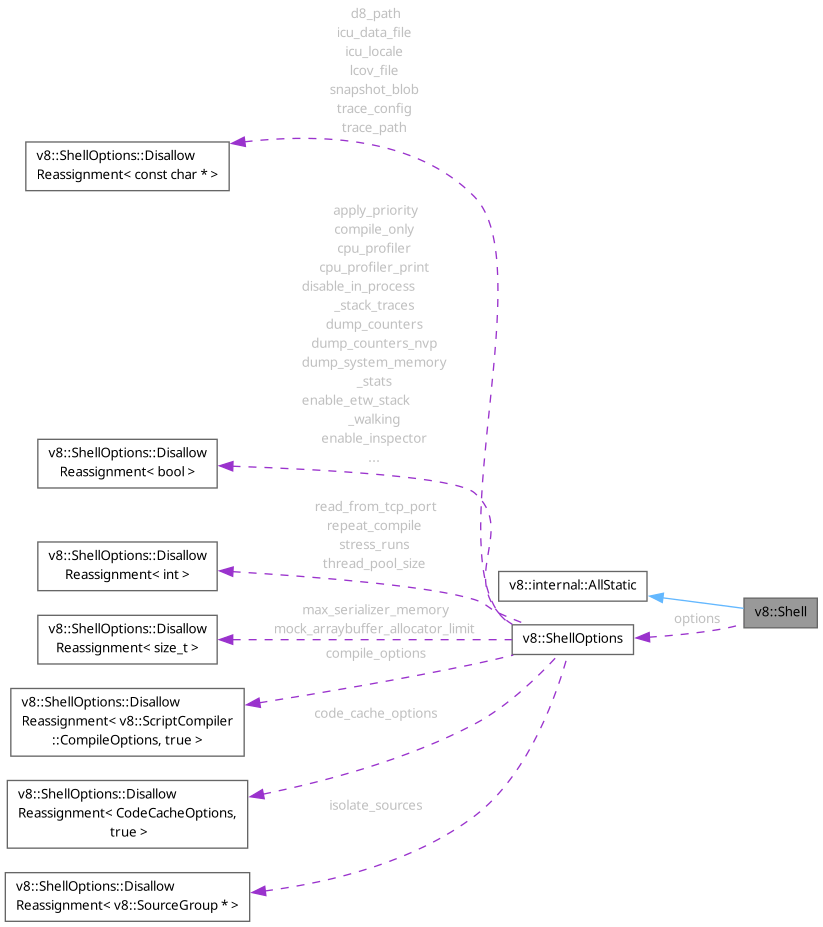 d8_path
icu_data_file
icu_locale
lcov_file
snapshot_blob
trace_config
trace_path
v8::ShellOptions::Disallow
Reassignment< const char * >
apply_priority
compile_only
cpu_profiler
cpu_profiler_print
disable_in_process
_stack_traces
dump_counters
dump_counters_nvp
dump_system_memory
_stats
enable_etw_stack
_walking
enable_inspector
...
v8::ShellOptions::Disallow
Reassignment< bool >
read_from_tcp_port
repeat_compile
stress_runs
thread_pool_size
v8::ShellOptions::Disallow
Reassignment< int >
v8::internal::AllStatic
v8::Shell
options
max_serializer_memory
mock_arraybuffer_allocator_limit
v8::ShellOptions::Disallow
Reassignment< size_t >
v8::ShellOptions
compile_options
v8::ShellOptions::Disallow
Reassignment< v8::ScriptCompiler
::CompileOptions, true >
code_cache_options
v8::ShellOptions::Disallow
Reassignment< CodeCacheOptions,
true >
isolate_sources
v8::ShellOptions::Disallow
Reassignment< v8::SourceGroup * >